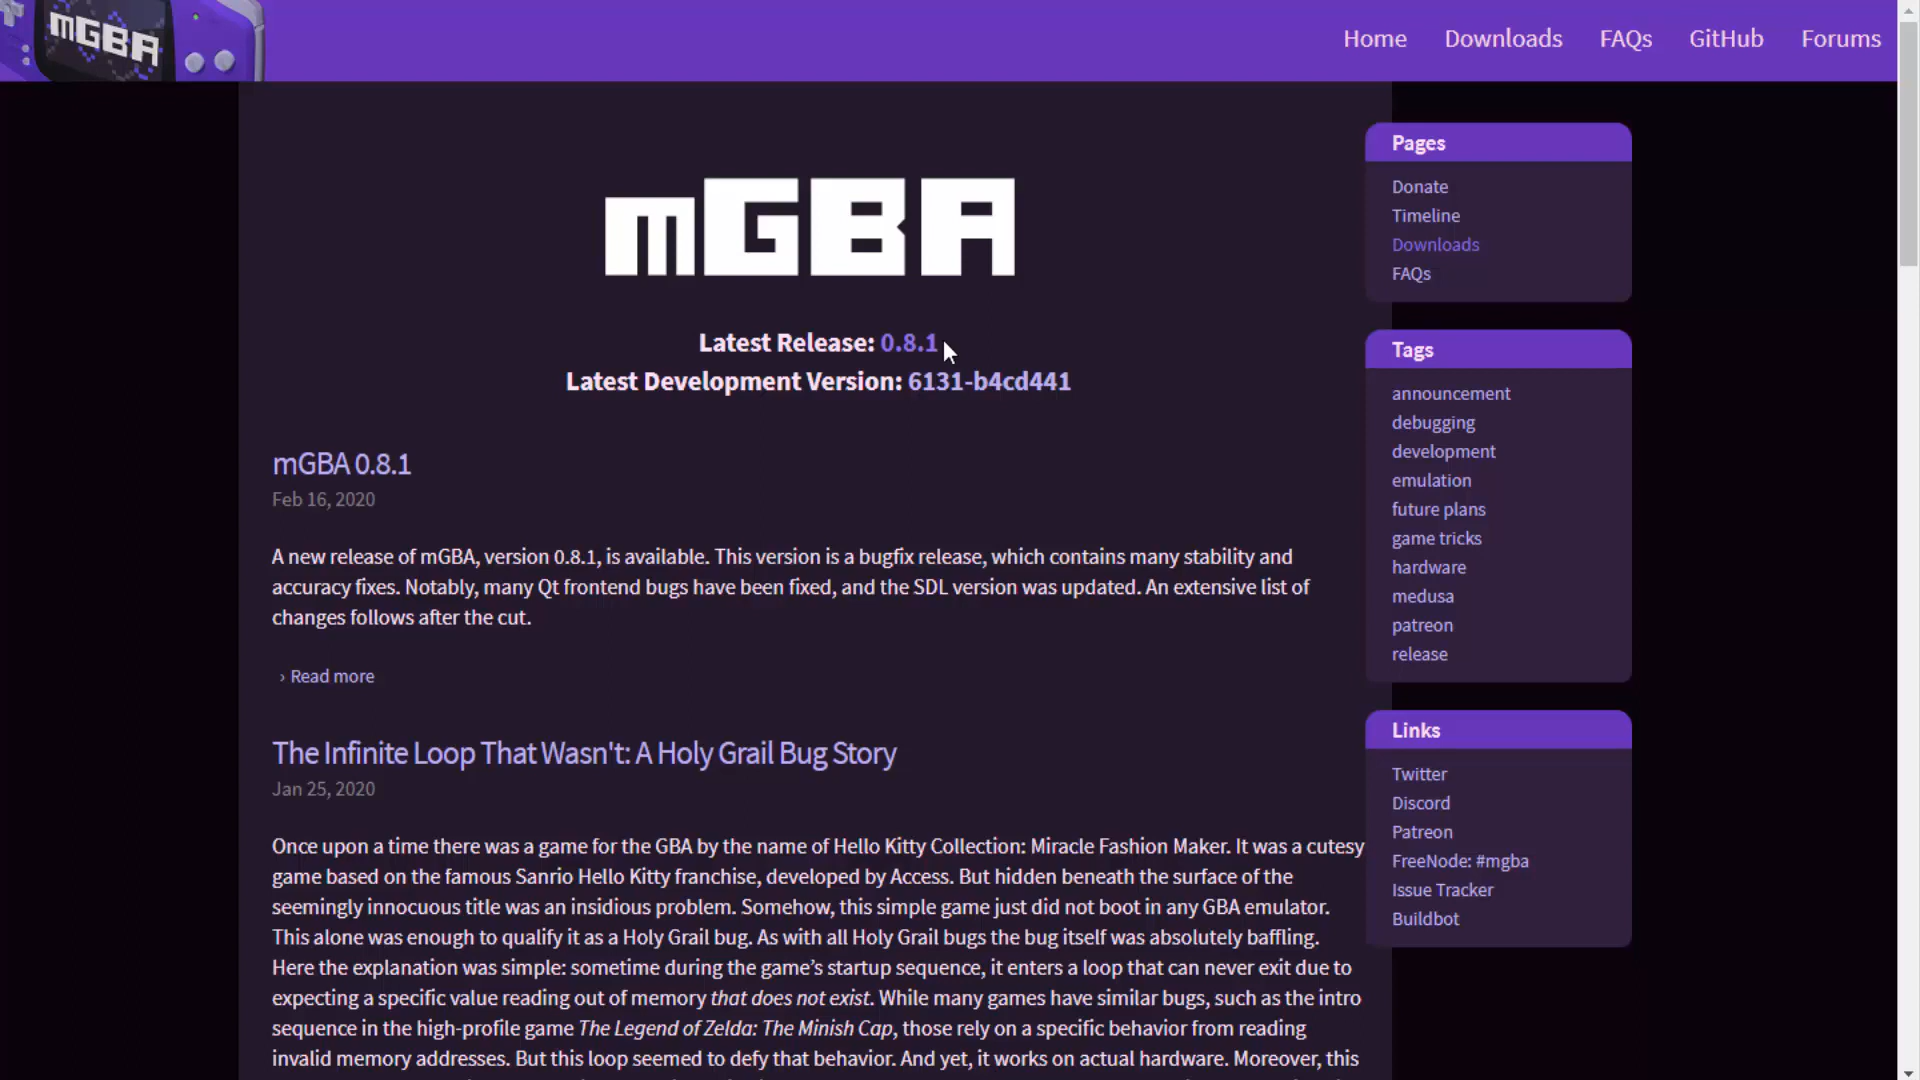 mGBA
Home Downloads FAQs GitHub Forums
mGBA
Latest Release: 0.8.1
Latest Development Version: 6131-b4cd441
mGBA 0.8.1
Feb 16, 2020
A new release of mGBA, version 0.8.1, is available. This version is a bugfix release, which contains many stability and
accuracy fixes. Notably, many Qt frontend bugs have been fixed, and the SDL version was updated. An extensive list of
changes follows after the cut.
› Read more
The Infinite Loop That Wasn't: A Holy Grail Bug Story
Jan 25, 2020
Once upon a time there was a game for the GBA by the name of Hello Kitty Collection: Miracle Fashion Maker. It was a cutesy
game based on the famous Sanrio Hello Kitty franchise, developed by Access. But hidden beneath the surface of the
seemingly innocuous title was an insidious problem. Somehow, this simple game just did not boot in any GBA emulator.
This alone was enough to qualify it as a Holy Grail bug. As with all Holy Grail bugs the bug itself was absolutely baffling.
Here the explanation was simple: sometime during the game’s startup sequence, it enters a loop that can never exit due to
expecting a specific value reading out of memory that does not exist. While many games have similar bugs, such as the intro
sequence in the high-profile game The Legend of Zelda: The Minish Cap, those rely on a specific behavior from reading
invalid memory addresses. But this loop seemed to defy that behavior. And yet, it works on actual hardware. Moreover, this
Pages
Donate
Timeline
Downloads
FAQs
Tags
announcement
debugging
development
emulation
future plans
game tricks
hardware
medusa
patreon
release
Links
Twitter
Discord
Patreon
FreeNode: #mgba
Issue Tracker
Buildbot